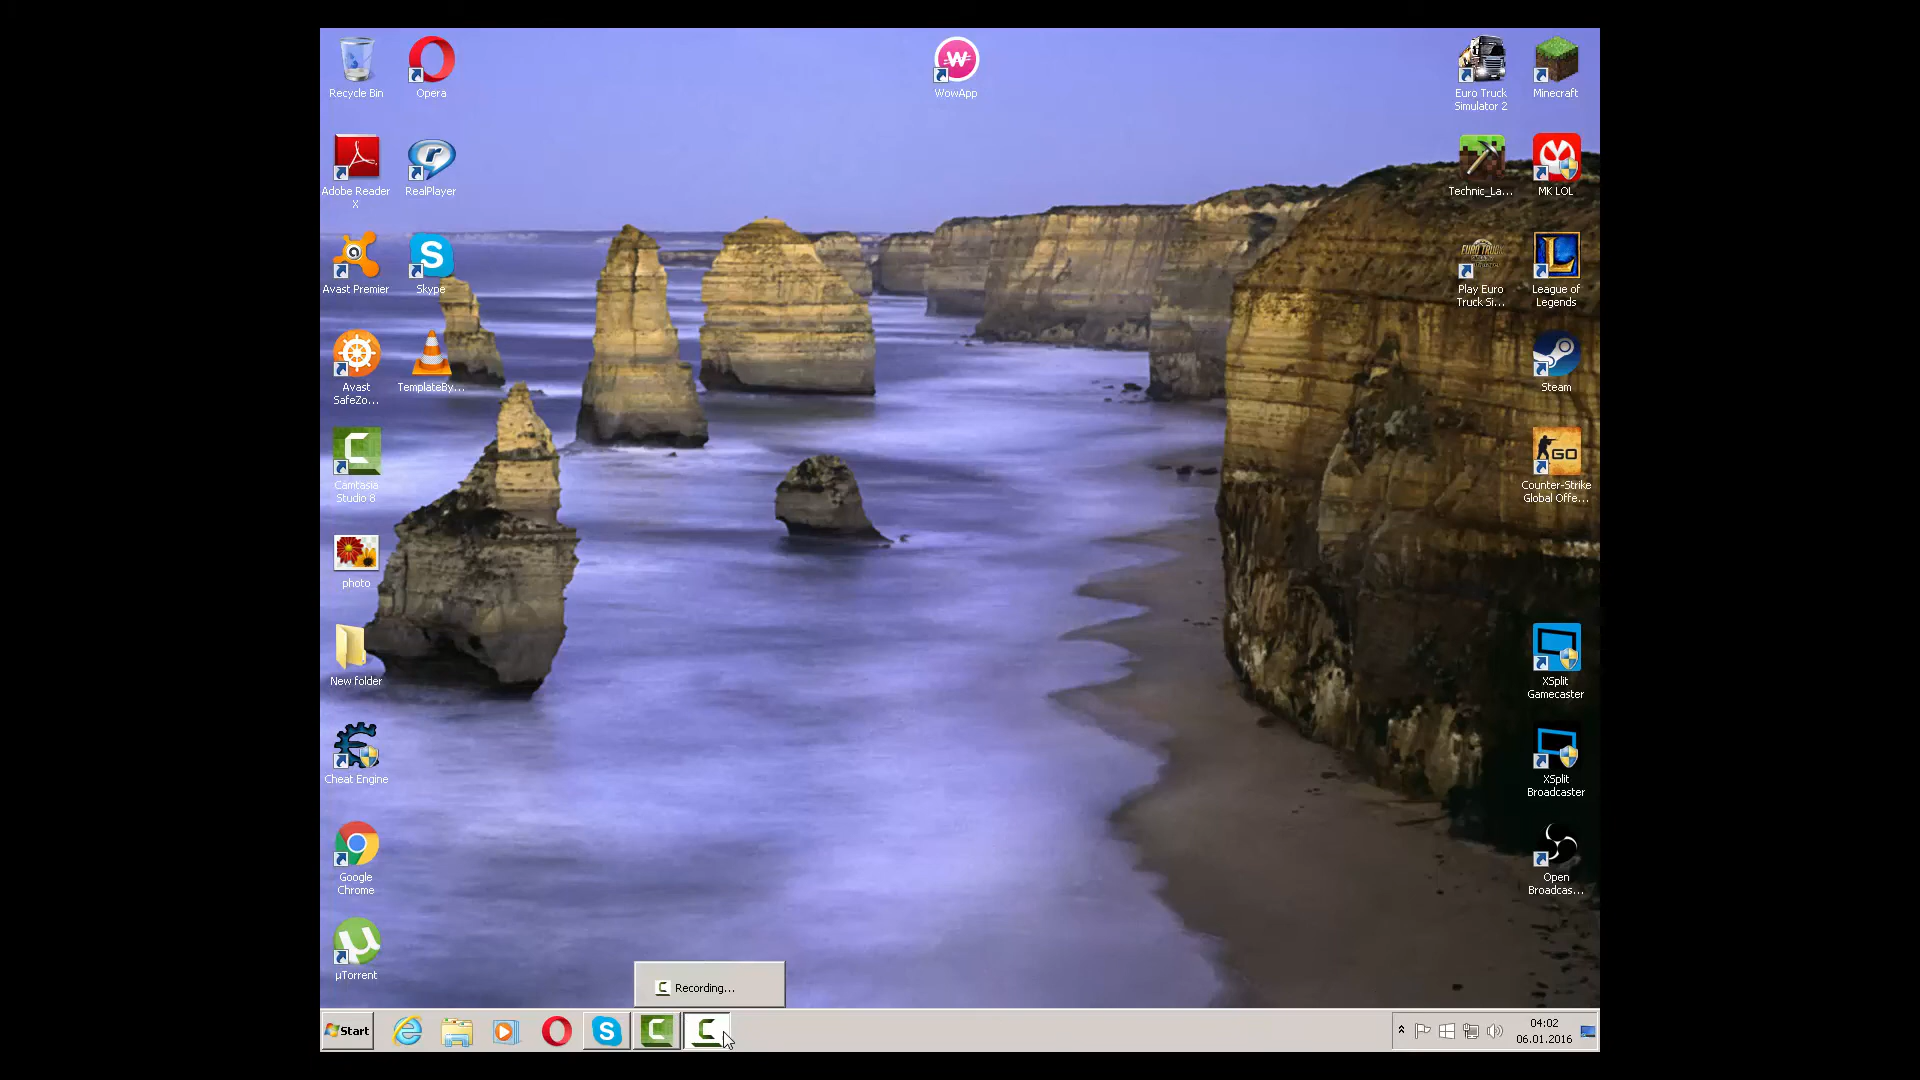 Recycle Bin
Opera
WowApp
Euro Truck
Simulator 2
Minecraft
Adobe Reader
X
RealPlayer
Technic_La...
MK LOL
Avast Premier
Skype
Play Euro
Truck Si...
League of
Legends
Avast
SafeZo...
TemplateBy...
Steam
Camtasia
Studio 8
GO
Counter-Strike
Global Offe...
photo
New folder
XSplit
Gamecaster
Cheat Engine
XSplit
Broadcaster
Google
Chrome
Open
Broadcas...
µTorrent
Recording...
Start
04:02
06.01.2016